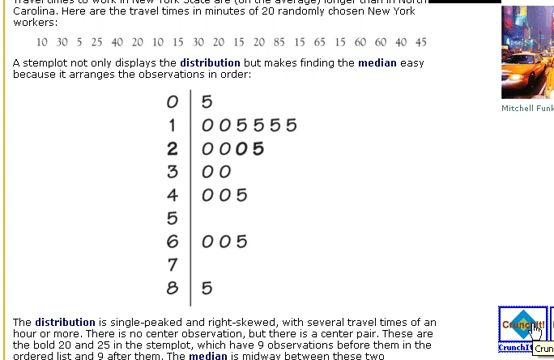 Travel times to work in New York State are (on the average) longer than in North
Carolina. Here are the travel times in minutes of 20 randomly chosen New York
workers:
10 30 5 25 40 20 10 15 30 20 15 20 85 15 65 15 60 60 40 45
A stemplot not only displays the distribution but makes finding the median easy
because it arranges the observations in order:
0 | 5
1 | 005555
2 | 0005
3 | 00
4 | 005
5 |
6 | 005
7 |
8 | 5
The distribution is single-peaked and right-skewed, with several travel times of an
hour or more. There is no center observation, but there is a center pair. These are
the bold 20 and 25 in the stemplot, which have 9 observations before them in the
ordered list and 9 after them. The median is midway between these two
Mitchell Funk
CrunchIt!
CrunchIt
Crun